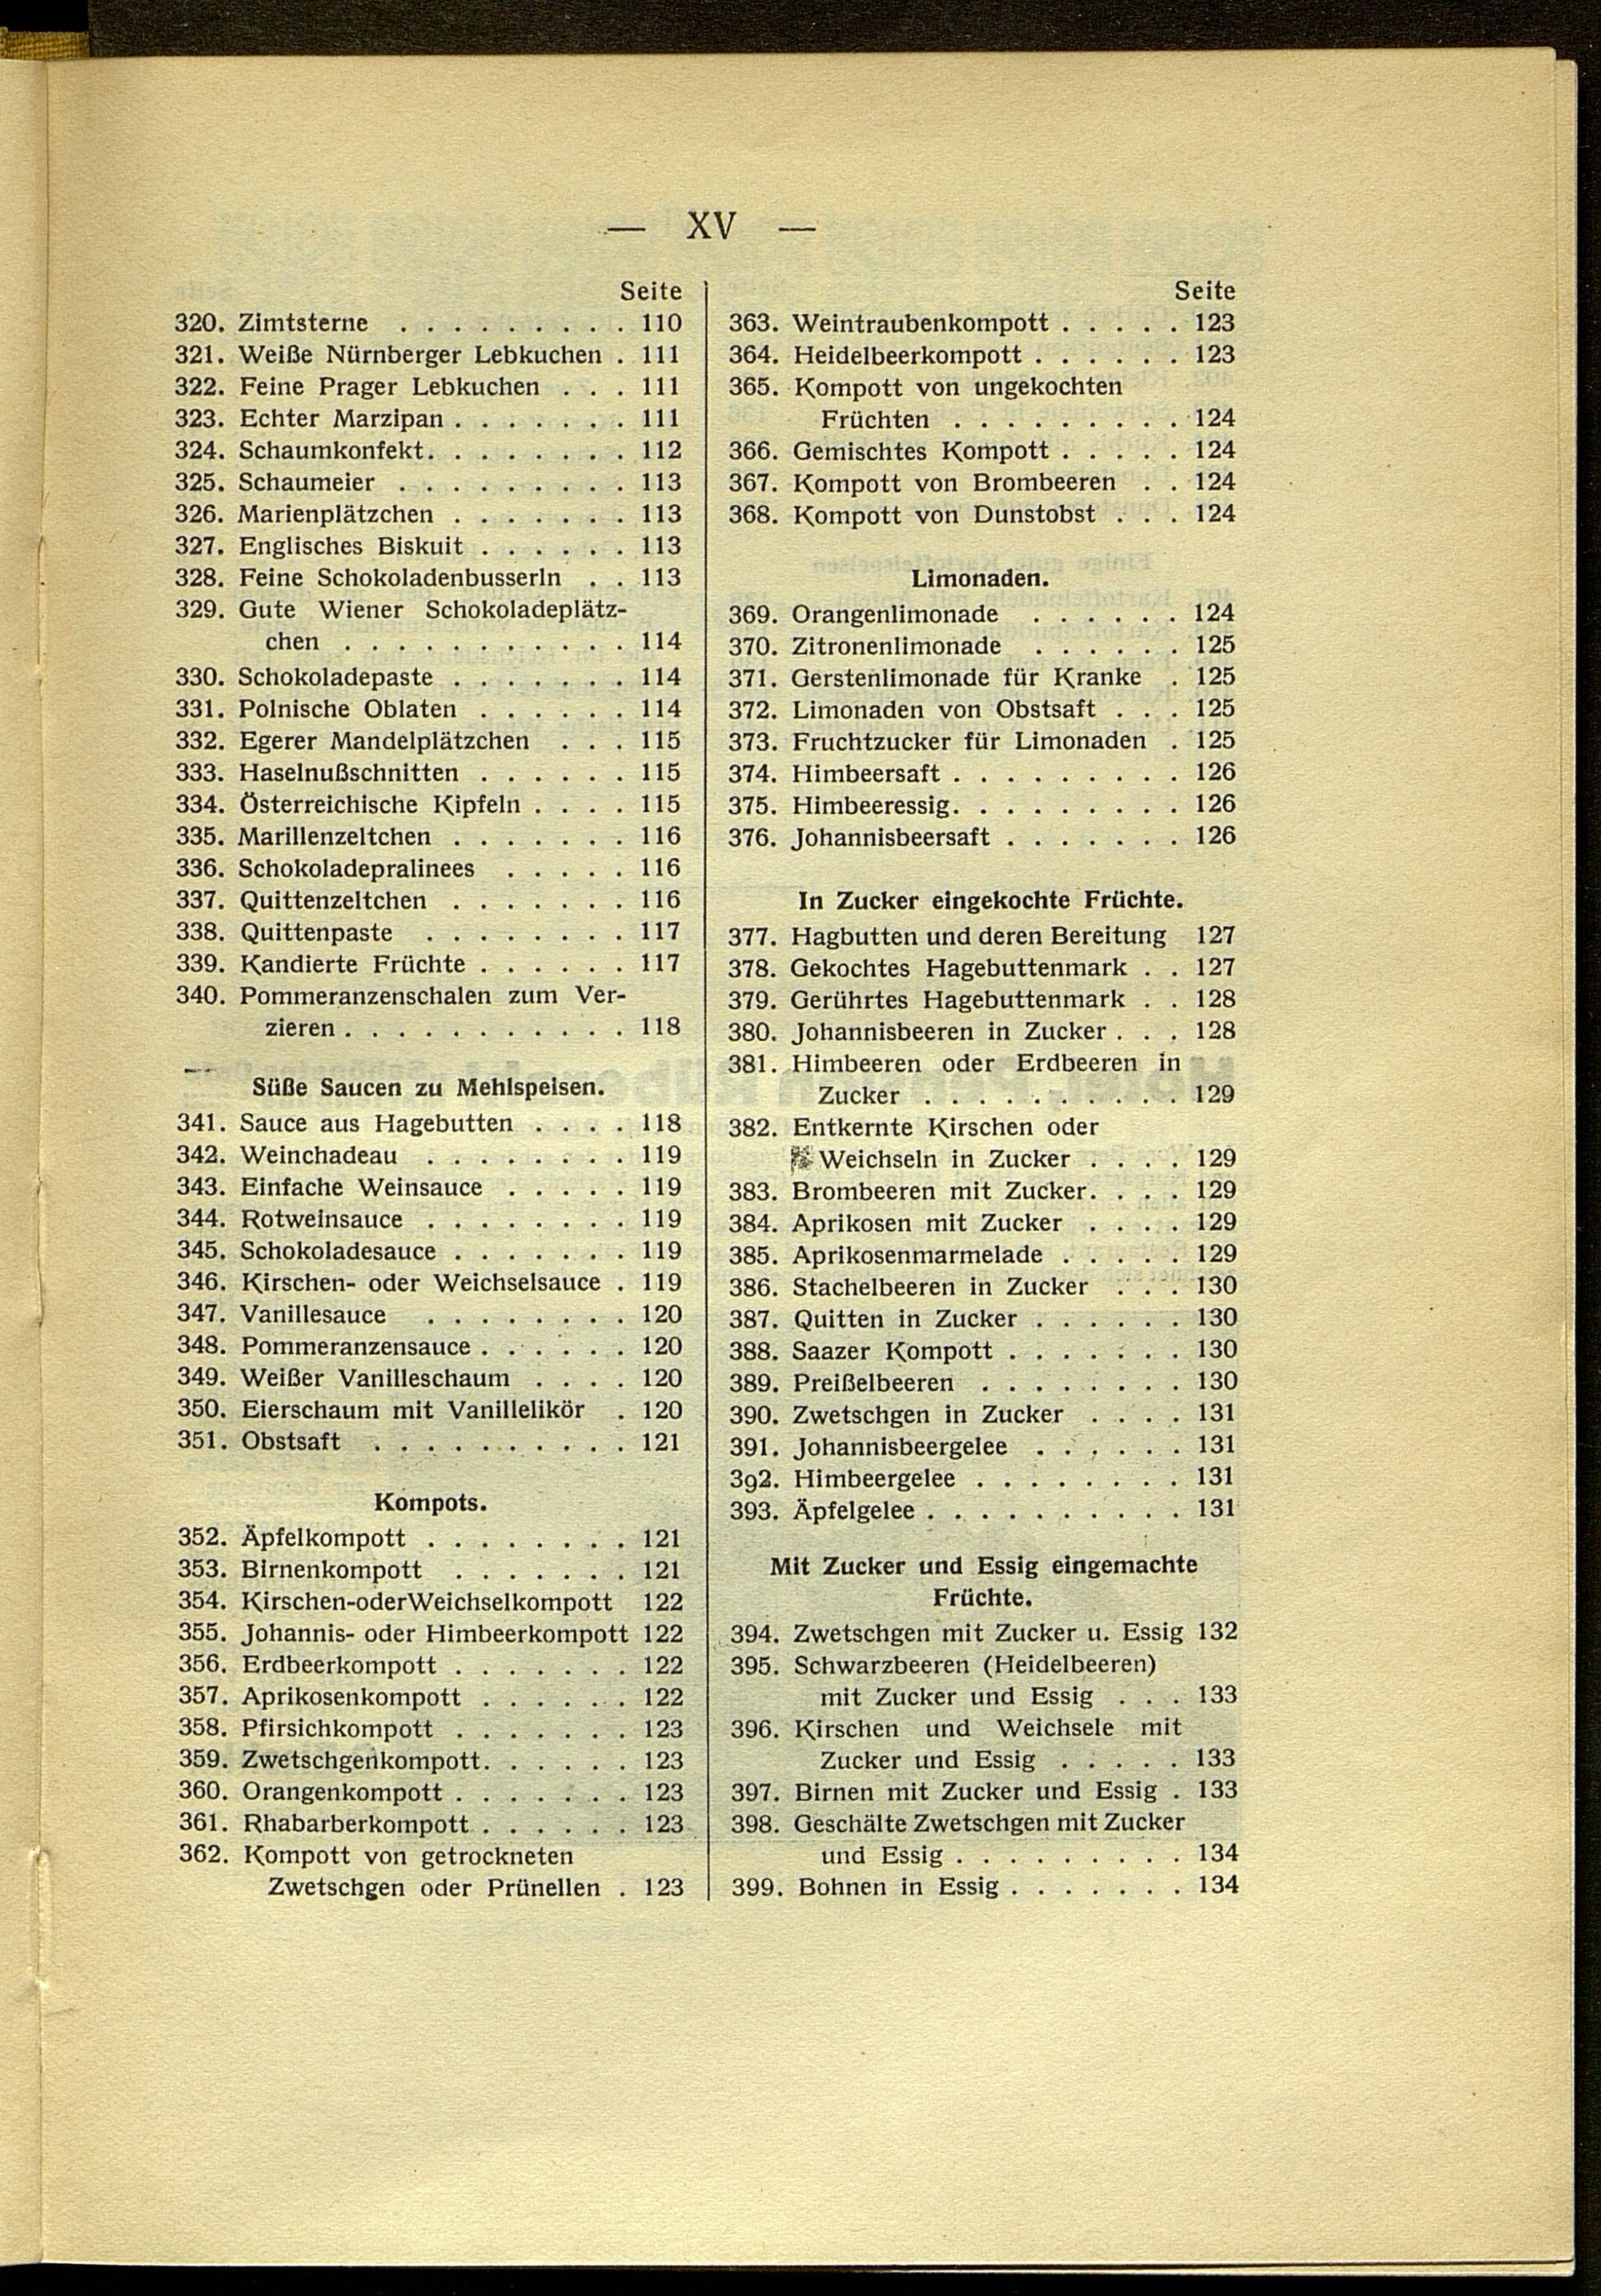 — XV —
Seite
320. Zimtsterne . . . . . . . . . 110
321. Weiße Nürnberger Lebkuchen . 111
322. Feine Prager Lebkuchen . . . 111
323. Echter Marzipan . . . . . . . 111
324. Schaumkonfekt. . . . . . . . 112
325. Schaumeier . . . . . . . . . 113
326. Marienplätzchen . . . . . . . 113
327. Englisches Biskuit . . . . . . 113
328. Feine Schokoladenbusserln . . 113
329. Gute Wiener Schokoladeplätz-
chen . . . . . . . . . . . 114
330. Schokoladepaste . . . . . . . 114
331. Polnische Oblaten . . . . . . 114
332. Egerer Mandelplätzchen . . . 115
333. Haselnußschnitten . . . . . . 115
334. Österreichische Kipfeln . . . . 115
335. Marillenzeltchen . . . . . . . 116
336. Schokoladepralinees . . . . . 116
337. Quittenzeltchen . . . . . . . 116
338. Quittenpaste . . . . . . . . 117
339. Kandierte Früchte . . . . . . 117
340. Pommeranzenschalen zum Ver-
zieren . . . . . . . . . . . 118
Süße Saucen zu Mehlspeisen.
341. Sauce aus Hagebutten . . . . 118
342. Weinchadeau . . . . . . . . 119
343. Einfache Weinsauce . . . . . 119
344. Rotweinsauce . . . . . . . . 119
345. Schokoladesauce . . . . . . . 119
346. Kirschen- oder Weichselsauce . 119
347. Vanillesauce . . . . . . . . 120
348. Pommeranzensauce . . . . . . 120
349. Weißer Vanilleschaum . . . . 120
350. Eierschaum mit Vanillelikör . 120
351. Obstsaft . . . . . . . . . . 121
Kompots.
352. Äpfelkompott . . . . . . . . 121
353. Birnenkompott . . . . . . . 121
354. Kirschen-oderWeichselkompott 122
355. Johannis- oder Himbeerkompott 122
356. Erdbeerkompott . . . . . . . 122
357. Aprikosenkompott . . . . . . 122
358. Pfirsichkompott . . . . . . . 123
359. Zwetschgenkompott. . . . . . 123
360. Orangenkompott . . . . . . . 123
361. Rhabarberkompott . . . . . . 123
362. Kompott von getrockneten
Zwetschgen oder Prünellen . 123
Seite
363. Weintraubenkompott . . . . . 123
364. Heidelbeerkompott . . . . . . 123
365. Kompott von ungekochten
Früchten . . . . . . . . . 124
366. Gemischtes Kompott . . . . . 124
367. Kompott von Brombeeren . . 124
368. Kompott von Dunstobst . . . 124
Limonaden.
369. Orangenlimonade . . . . . . 124
370. Zitronenlimonade . . . . . . 125
371. Gerstenlimonade für Kranke . 125
372. Limonaden von Obstsaft . . . 125
373. Fruchtzucker für Limonaden . 125
374. Himbeersaft . . . . . . . . . 126
375. Himbeeressig. . . . . . . . . 126
376. Johannisbeersaft . . . . . . . 126
In Zucker eingekochte Früchte.
377. Hagbutten und deren Bereitung 127
378. Gekochtes Hagebuttenmark . . 127
379. Gerührtes Hagebuttenmark . . 128
380. Johannisbeeren in Zucker . . . 128
381. Himbeeren oder Erdbeeren in
Zucker . . . . . . . . . . 129
382. Entkernte Kirschen oder
Weichseln in Zucker . . . . 129
383. Brombeeren mit Zucker. . . . 129
384. Aprikosen mit Zucker . . . . 129
385. Aprikosenmarmelade . . . . . 129
386. Stachelbeeren in Zucker . . . 130
387. Quitten in Zucker . . . . . . 130
388. Saazer Kompott . . . . . . . 130
389. Preißelbeeren . . . . . . . . 130
390. Zwetschgen in Zucker . . . . 131
391. Johannisbeergelee . . . . . . 131
392. Himbeergelee . . . . . . . . 131
393. Äpfelgelee . . . . . . . . . . 131
Mit Zucker und Essig eingemachte
Früchte.
394. Zwetschgen mit Zucker u. Essig 132
395. Schwarzbeeren (Heidelbeeren)
mit Zucker und Essig . . . 133
396. Kirschen und Weichsele mit
Zucker und Essig . . . . . 133
397. Birnen mit Zucker und Essig . 133
398. Geschälte Zwetschgen mit Zucker
und Essig . . . . . . . . . 134
399. Bohnen in Essig . . . . . . . 134